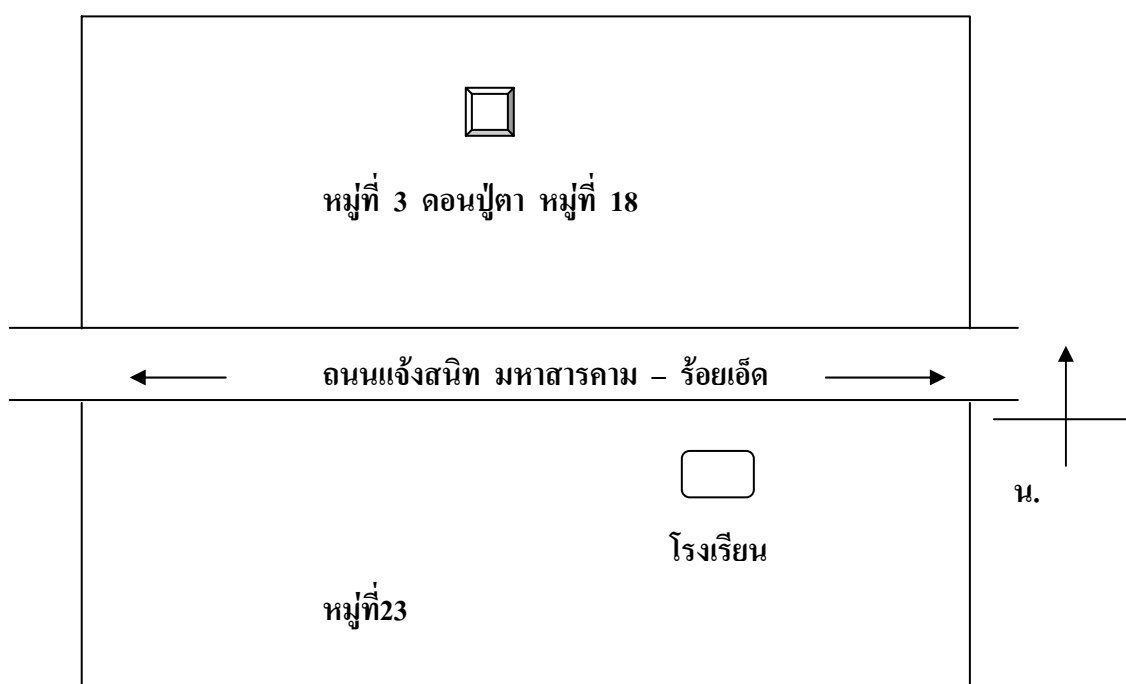 หมู่ที่ 3 ดอนปู่ตา หมู่ที่ 18
ถนนแจ้งสนิท มหาสารคาม – ร้อยเอ็ด
น.
โรงเรียน
หมู่ที่23